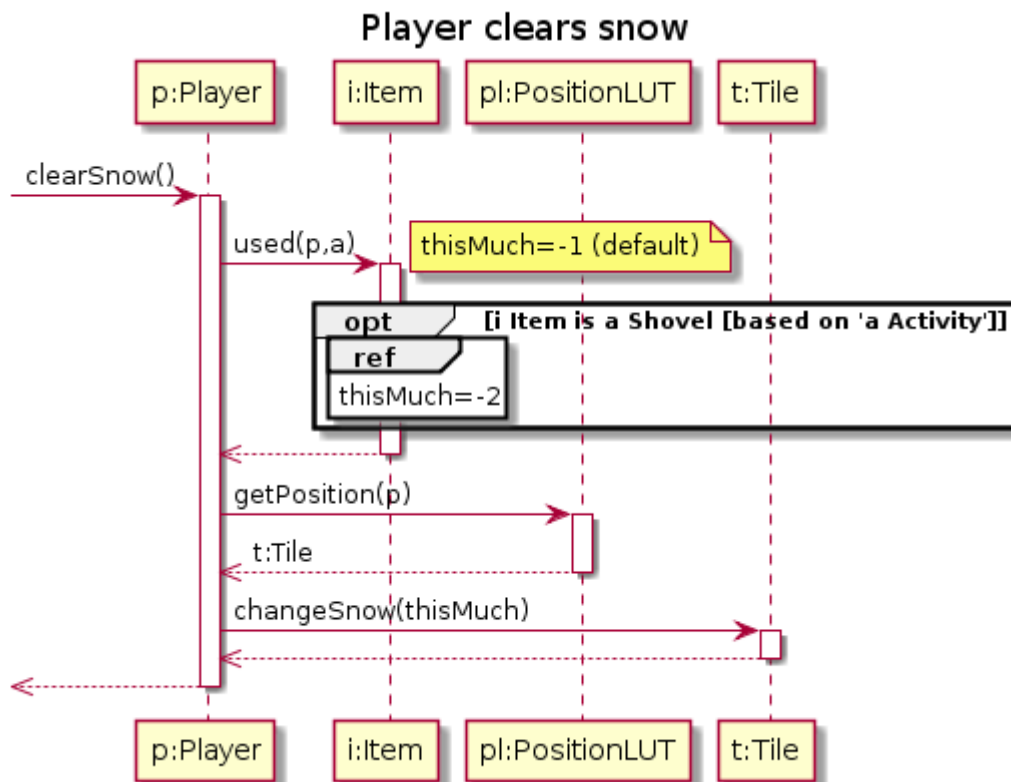 Player clears snow
p:Player
i:Item
pl:PositionLUT
t:Tile
clearSnow()
used(p,a)
thisMuch=-1 (default)
opt
[i Item is a Shovel [based on 'a Activity']]
ref
thisMuch=-2
getPosition(p)
t:Tile
changeSnow(thisMuch)
p:Player
i:Item
pl:PositionLUT
t:Tile